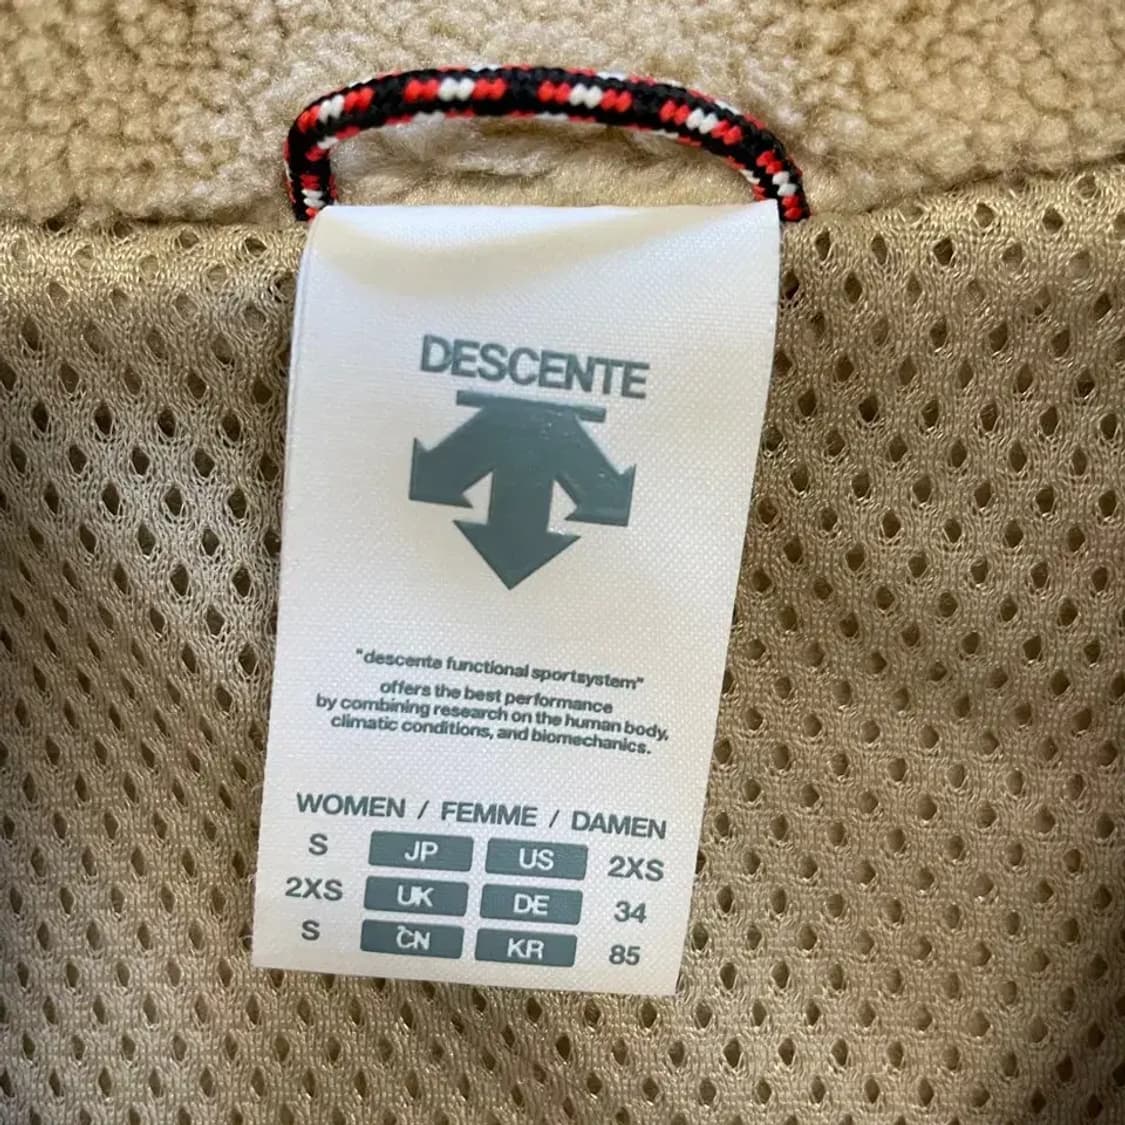 DESCENTE
"descente functional sportsystem"
offers the best performance
by combining research on the human body,
climatic conditions, and biomechanics.
WOMEN / FEMME / DAMEN
S JP US 2XS
2XS UK DE 34
S CN KR 85